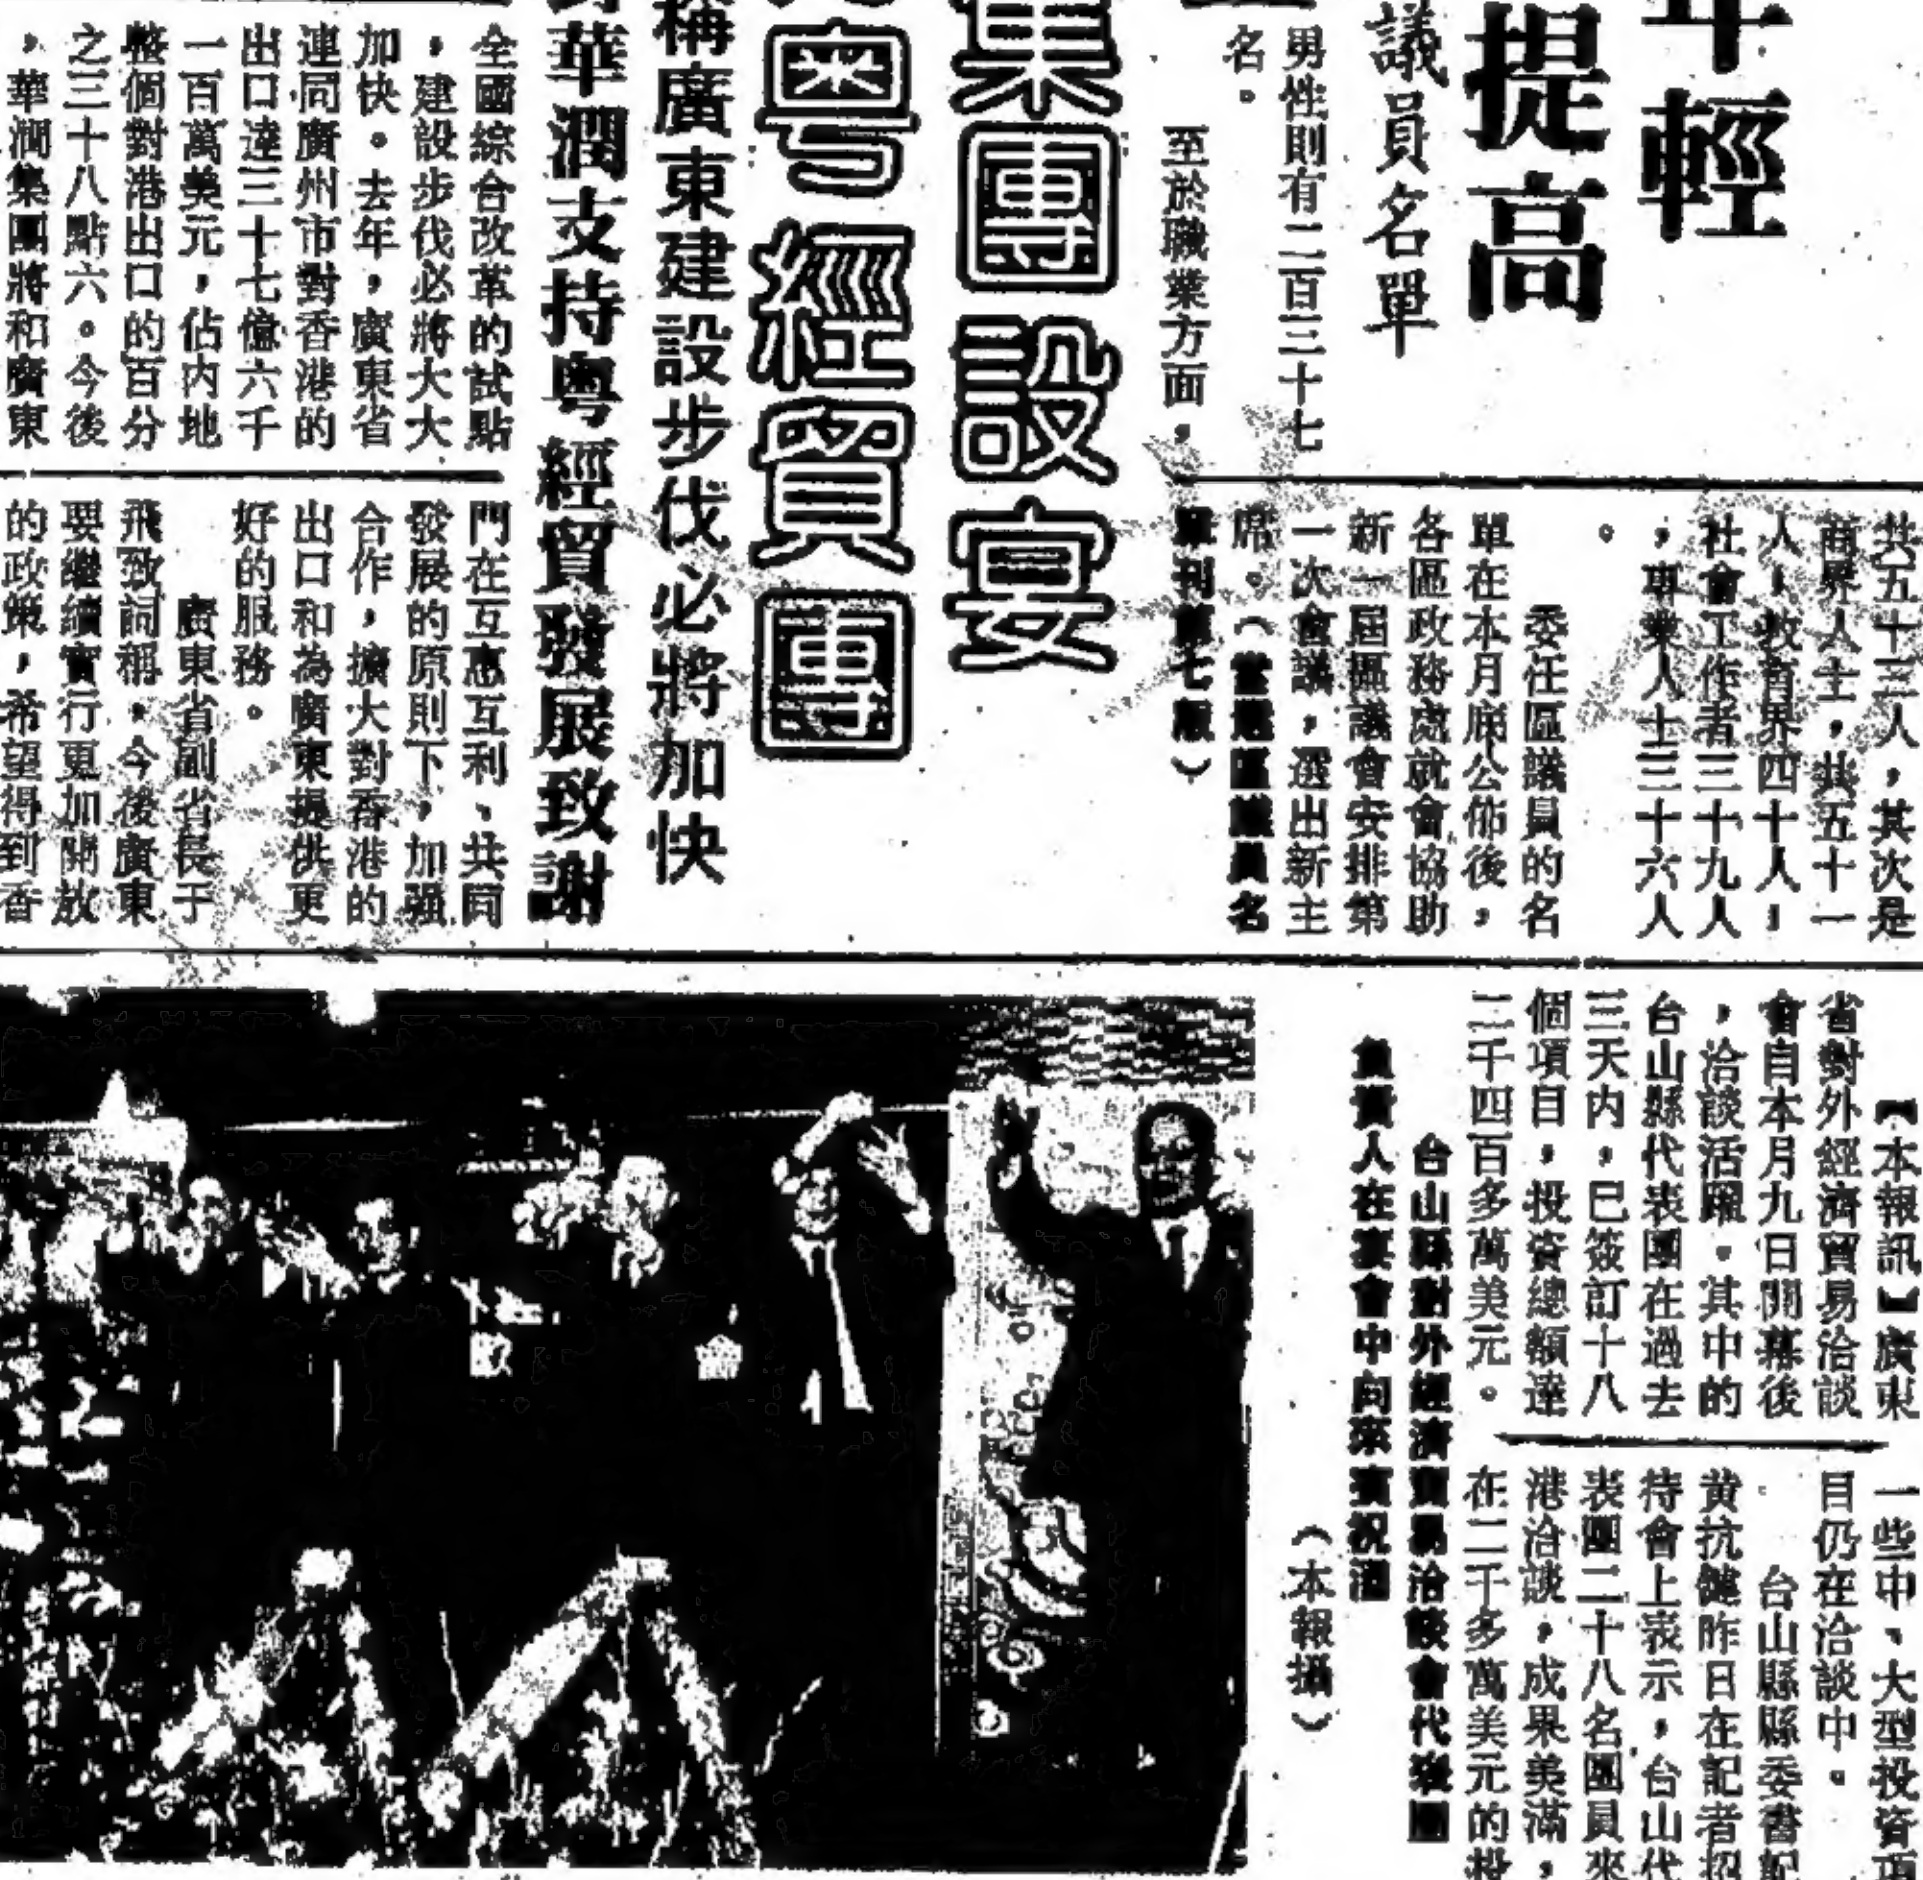 年輕
提高
議員名單
男性則有二百三十七
名。
至於職業方面，
共五十三人，其次是
商界人士，共五十一
人，教育界四十人，
社會工作者三十九人
，專業人士三十六人
。
委任區議員的名
單在本月底公佈後，
各區政務處就會協助
新一屆區議會安排第
一次會議，選出新主
席。（當選區議員名
單刊第七版）
集團設宴
粵經貿團
稱廣東建設步伐必將加快
華潤支持粵經貿發展致謝
全國綜合改革的試點
，建設步伐必將大大
加快。去年，廣東省
連同廣州市對香港的
出口達三十七億六千
一百萬美元，佔內地
整個對港出口的百分
之三十八點六。今後
，華潤集團將和廣東
門在互惠互利、共同
發展的原則下，加強
合作，擴大對香港的
出口和為廣東提供更
好的服務。
廣東省副省長于
飛致詞稱，今後廣東
要繼續實行更加開放
的政策，希望得到香
【本報訊】廣東
省對外經濟貿易洽談
會自本月九日開幕後
，洽談活躍。其中的
台山縣代表團在過去
三天內，已簽訂十八
個項目，投資總額達
二千四百多萬美元。
一些中、大型投資項
目仍在洽談中。
台山縣縣委書記
黃抗健昨日在記者招
持會上表示，台山代
表團二十八名團員來
港洽談，成果美滿，
在二千多萬美元的投
台山縣對外經濟貿易洽談會代表團
負責人在宴會中向來賓祝酒
（本報攝）